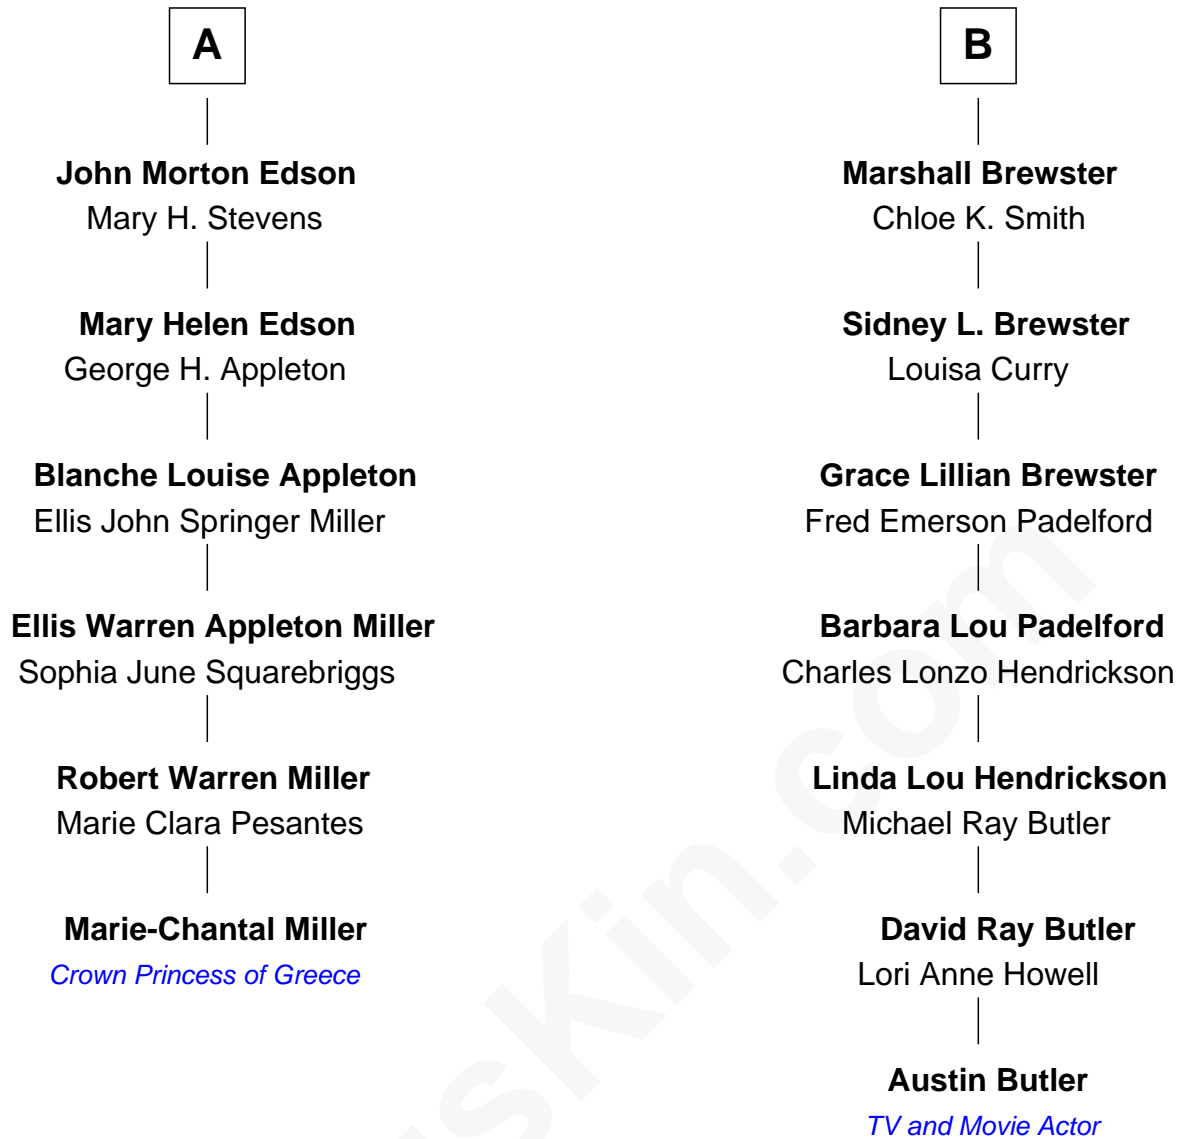 A
John Morton Edson
Mary H. Stevens
Mary Helen Edson
George H. Appleton
Blanche Louise Appleton
Ellis John Springer Miller
Ellis Warren Appleton Miller
Sophia June Squarebriggs
Robert Warren Miller
Marie Clara Pesantes
Marie-Chantal Miller
Crown Princess of Greece
B
Marshall Brewster
Chloe K. Smith
Sidney L. Brewster
Louisa Curry
Grace Lillian Brewster
Fred Emerson Padelford
Barbara Lou Padelford
Charles Lonzo Hendrickson
Linda Lou Hendrickson
Michael Ray Butler
David Ray Butler
Lori Anne Howell
Austin Butler
TV and Movie Actor
sKin.com